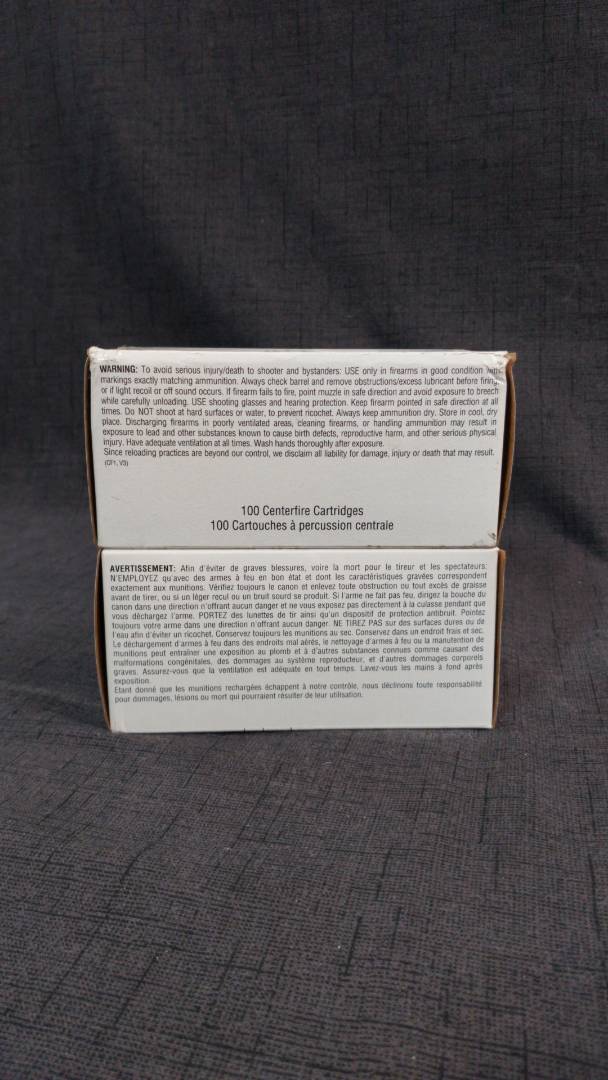 WARNING: To avoid serious injury/death to shooter and bystanders: USE only in firearms in good condition with
markings exactly matching ammunition. Always check barrel and remove obstructions/excess lubricant before firing,
or if light recoil or off sound occurs. If firearm fails to fire, point muzzle in safe direction and avoid exposure to breech
while carefully unloading. USE shooting glasses and hearing protection. Keep firearm pointed in safe direction at all
times. Do NOT shoot at hard surfaces or water, to prevent ricochet. Always keep ammunition dry. Store in cool, dry
place. Discharging firearms in poorly ventilated areas, cleaning firearms, or handling ammunition may result in
exposure to lead and other substances known to cause birth defects, reproductive harm, and other serious physical
injury. Have adequate ventilation at all times. Wash hands thoroughly after exposure.
Since reloading practices are beyond our control, we disclaim all liability for damage, injury or death that may result.
(CF1, V3)
100 Centerfire Cartridges
100 Cartouches à percussion centrale
AVERTISSEMENT: Afin d'éviter de graves blessures, voire la mort pour le tireur et les spectateurs:
N'EMPLOYEZ qu'avec des armes à feu en bon état et dont les caractéristiques gravées correspondent
exactement aux munitions. Vérifiez toujours le canon et enlevez toute obstruction ou tout excès de graisse
avant de tirer, ou si un léger recul ou un bruit sourd se produit. Si l'arme ne fait pas feu, dirigez la bouche du
canon dans une direction n'offrant aucun danger et ne vous exposez pas directement à la culasse pendant que
vous déchargez l'arme. PORTEZ des lunettes de tir ainsi qu'un dispositif de protection antibruit. Pointez
toujours votre arme dans une direction n'offrant aucun danger. NE TIREZ PAS sur des surfaces dures ou de
l'eau afin d'éviter un ricochet. Conservez toujours les munitions au sec. Conservez dans un endroit frais et sec.
Le déchargement d'armes à feu dans des endroits mal aérés, le nettoyage d'armes à feu ou la manutention de
munitions peut entraîner une exposition au plomb et à d'autres substances connues comme causant des
malformations congénitales, des dommages au système reproducteur, et d'autres dommages corporels
graves. Assurez-vous que la ventilation est adéquate en tout temps. Lavez-vous les mains à fond après
exposition.
Etant donné que les munitions rechargées échappent à notre contrôle, nous déclinons toute responsabilité
pour dommages, lésions ou mort qui pourraient résulter de leur utilisation.